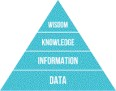 WISDOM
KNOWLEDGE
INFORMATION
DATA